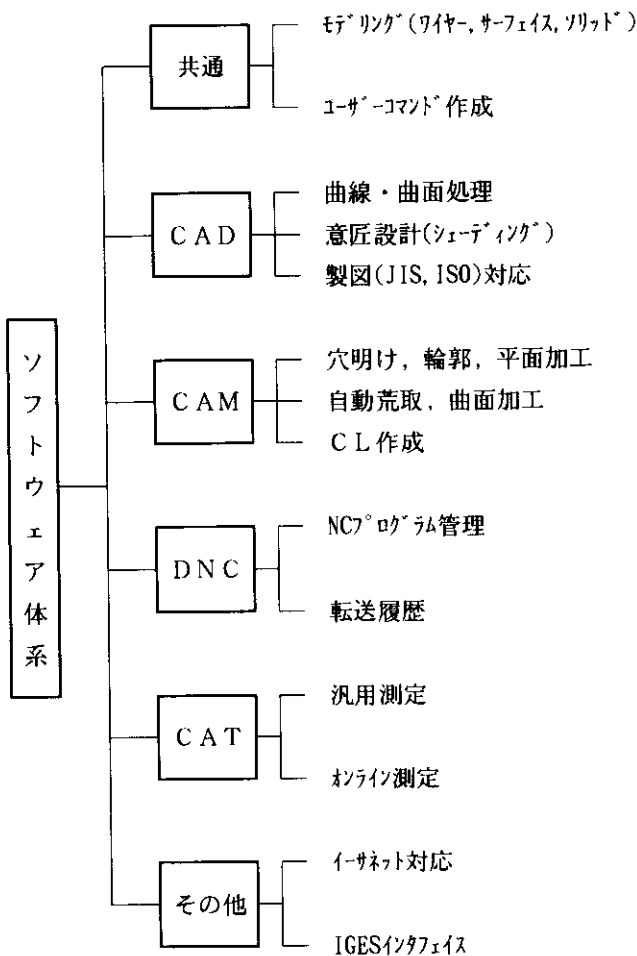 ソフトウェア体系
共通
ﾓﾃﾞﾘﾝｸﾞ(ﾜｲﾔｰ,ｻｰﾌｪｲｽ,ｿﾘｯﾄﾞ)
ﾕｰｻﾞｰｺﾏﾝﾄﾞ作成
CAD
曲線・曲面処理
意匠設計(ｼｪｰﾃﾞｨﾝｸﾞ)
製図(JIS,ISO)対応
CAM
穴明け,輪郭,平面加工
自動荒取,曲面加工
CL作成
DNC
NCﾌﾟﾛｸﾞﾗﾑ管理
転送履歴
CAT
汎用測定
ｵﾝﾗｲﾝ測定
その他
ｲｰｻﾈｯﾄ対応
IGESｲﾝﾀﾌｪｲｽ